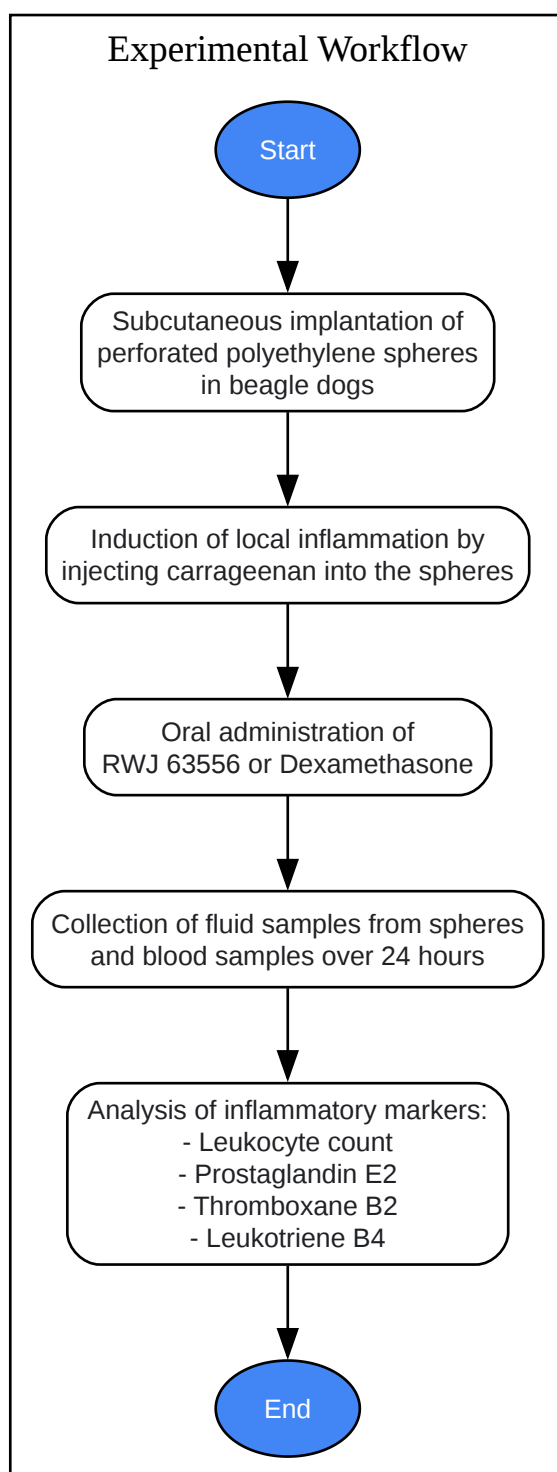 Experimental Workflow
Start
Subcutaneous implantation of
perforated polyethylene spheres
in beagle dogs
Induction of local inflammation by
injecting carrageenan into the spheres
Oral administration of
RWJ 63556 or Dexamethasone
Collection of fluid samples from spheres
and blood samples over 24 hours
Analysis of inflammatory markers:
- Leukocyte count
- Prostaglandin E2
- Thromboxane B2
- Leukotriene B4
End